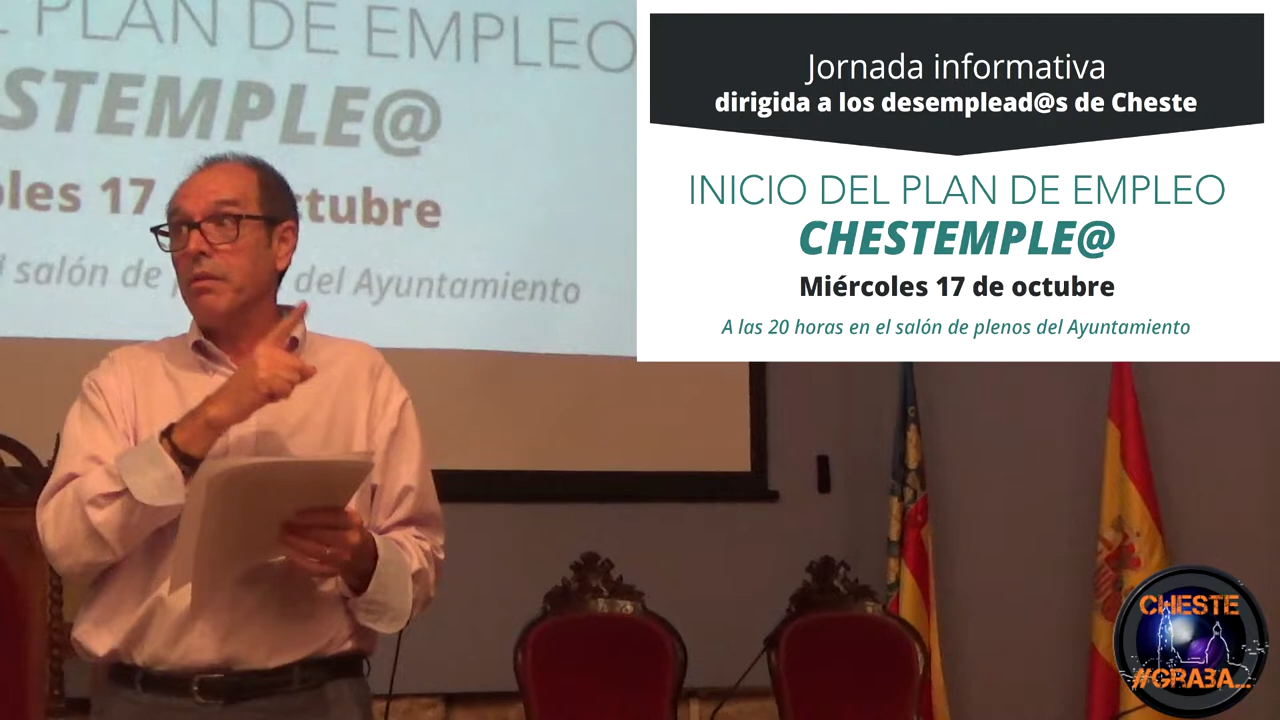 L PLAN DE EMPLEO
STEMPLE@
oles 17 octubre
salón de del Ayuntamiento
Jornada informativa
dirigida a los desemplead@s de Cheste
INICIO DEL PLAN DE EMPLEO
CHESTEMPLE@
Miércoles 17 de octubre
A las 20 horas en el salón de plenos del Ayuntamiento
CHESTE
#GRABA...